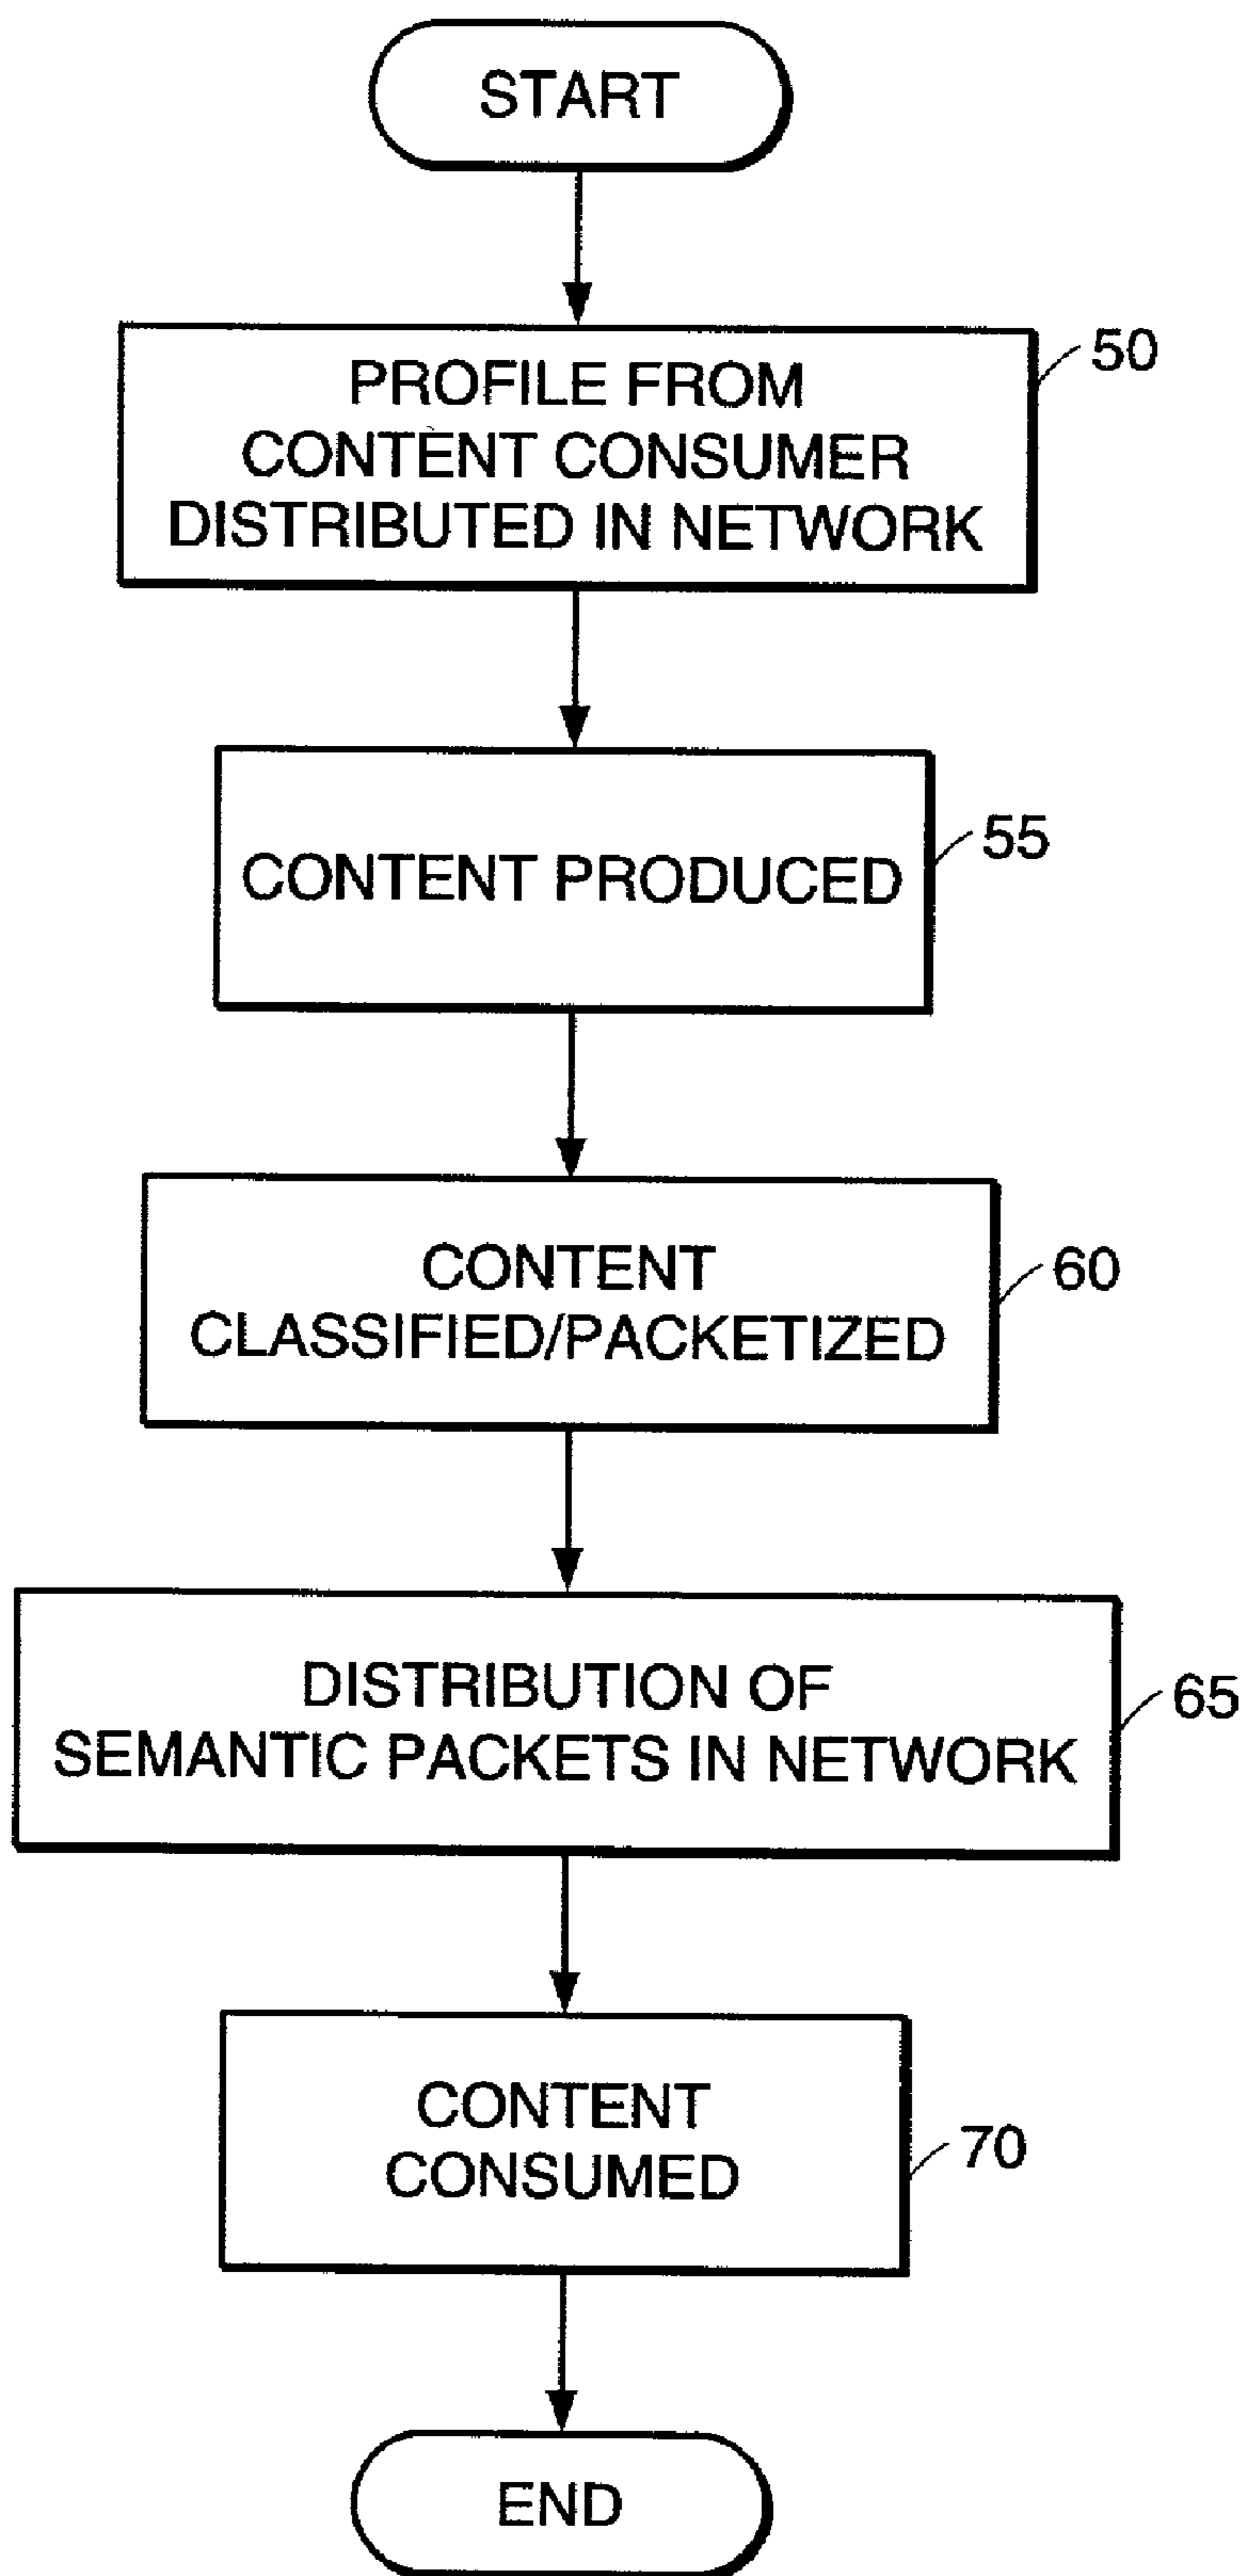 START
PROFILE FROM
CONTENT CONSUMER
DISTRIBUTED IN NETWORK
50
CONTENT PRODUCED
55
CONTENT
CLASSIFIED/PACKETIZED
60
DISTRIBUTION OF
SEMANTIC PACKETS IN NETWORK
65
CONTENT
CONSUMED
70
END